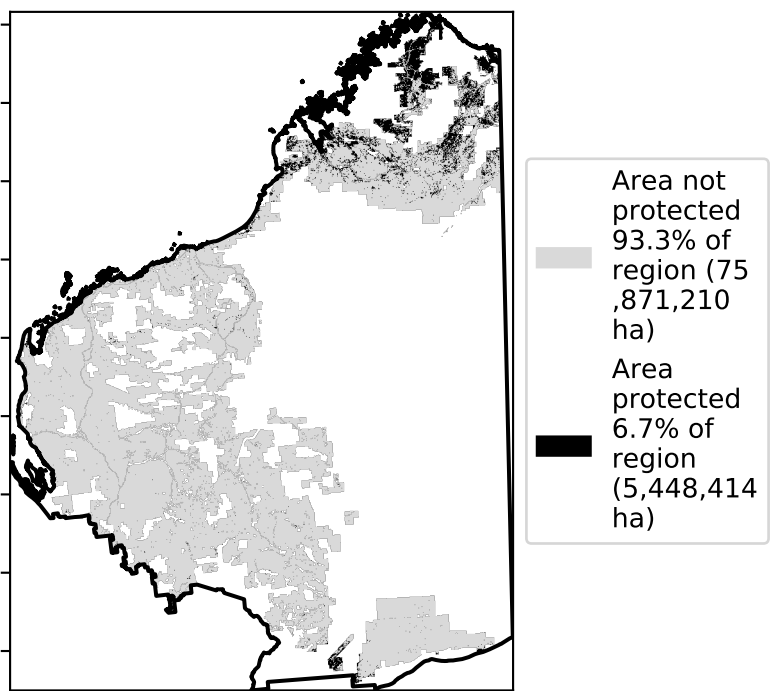 Area not
protected
93.3% of
region (75
,871,210
ha)
Area
protected
6.7% of
region
(5,448,414
ha)